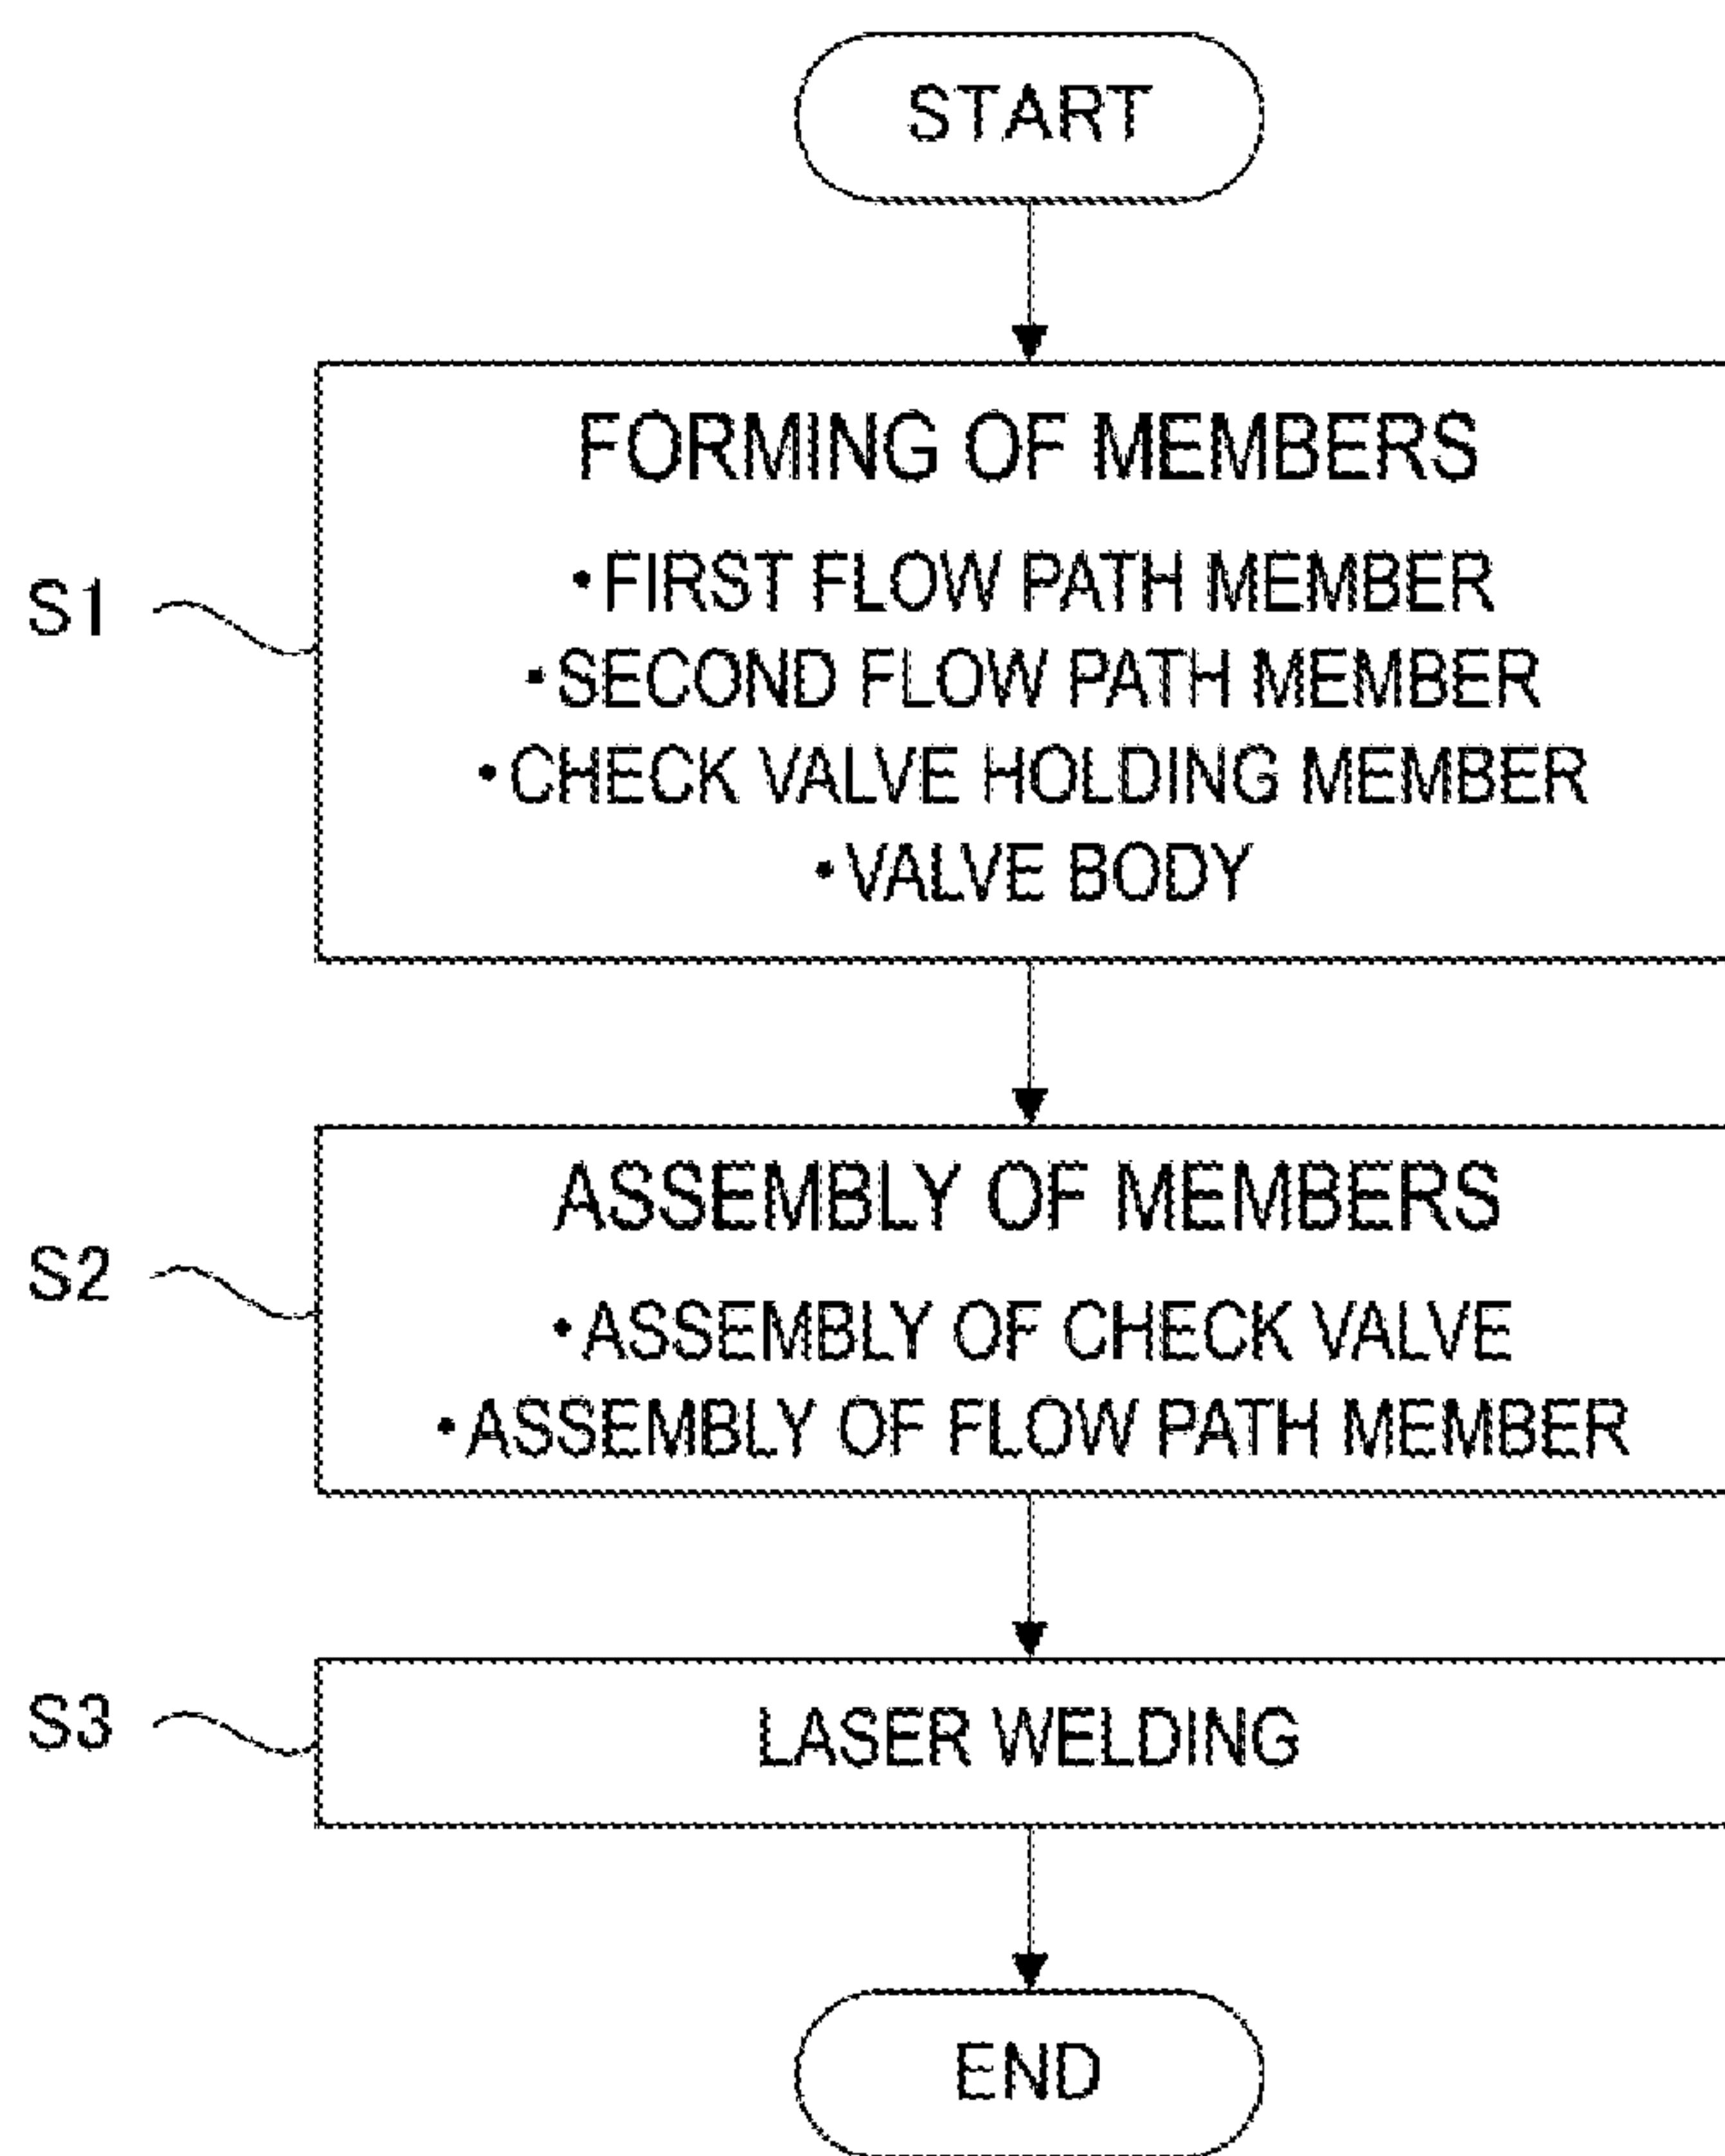 START
FORMING OF MEMBERS
•FIRST FLOW PATH MEMBER
S1
•SECOND FLOW PATH MEMBER
•CHECK VALVE HOLDING MEMBER
•VALVE BODY
ASSEMBLY OF MEMBERS
S2
•ASSEMBLY OF CHECK VALVE
•ASSEMBLY OF FLOW PATH MEMBER
S3
LASER WELDING
END